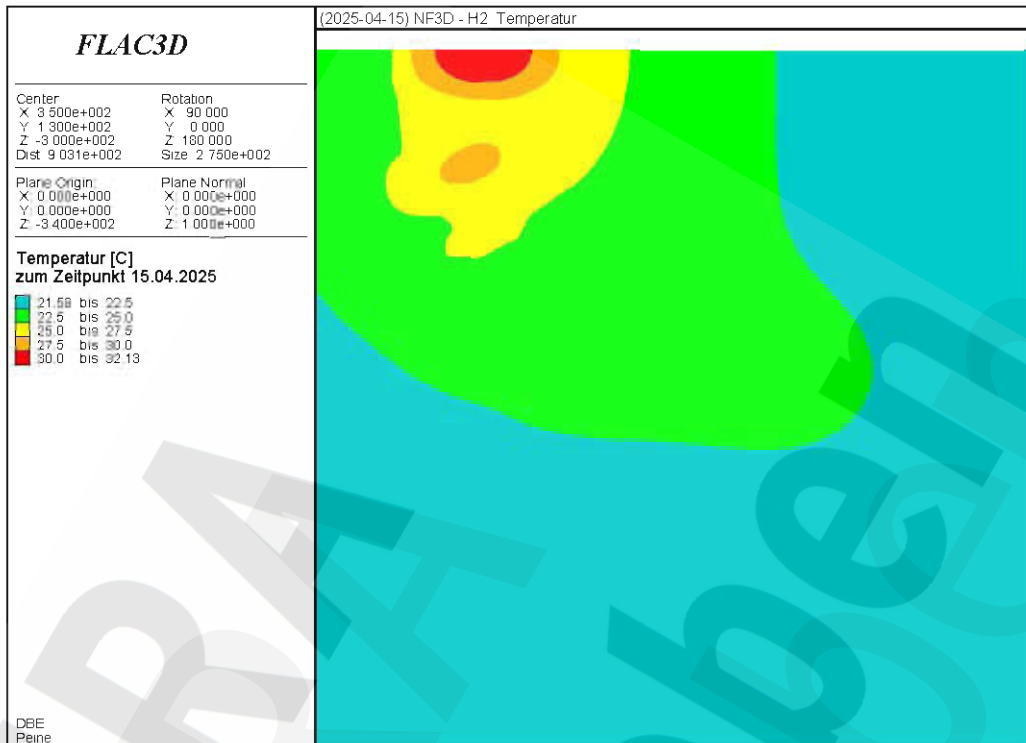 (2025-04-15) NF3D - H2 Temperatur
FLAC3D
Center Rotation
X 3 500e+002 X 90 000
Y 1 300e+002 Y 0 000
Z -3 000e+002 Z 180 000
Dist 9 031e+002 Size 2 750e+002
Plane Origin: Plane Normal
X: 0.000e+000 X: 0 000e+000
Y: 0.000e+000 Y: 0.000e+000
Z: -3.400e+002 Z: 1 000e+000
Temperatur [C]
zum Zeitpunkt 15.04.2025
21.58 bis 22.5
22.5 bis 25.0
25.0 bis 27.5
27.5 bis 30.0
30.0 bis 32.13
DBE
Peine